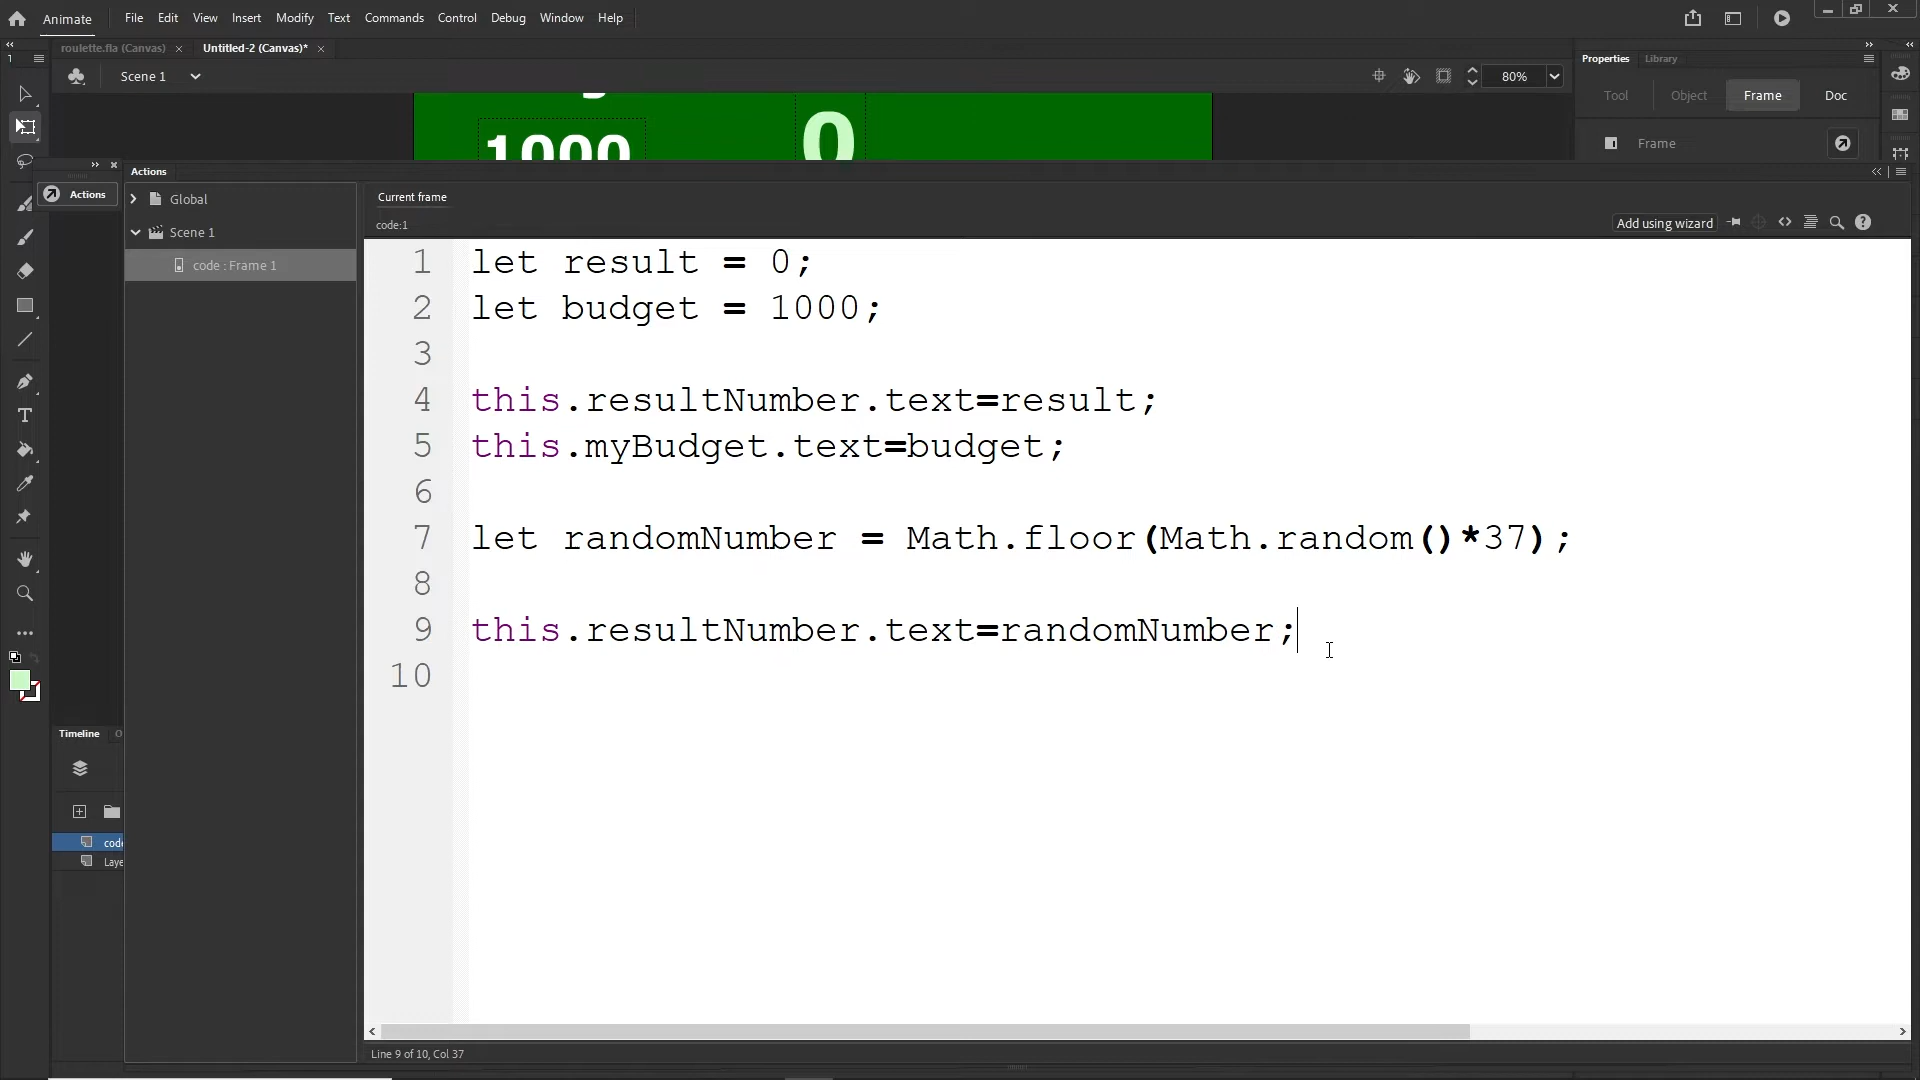 Animate File Edit View Insert Modify Text Commands Control Debug Window Help
roulette.fla (Canvas) × Untitled-2 (Canvas)* ×
Scene 1 80%
Properties Library
Tool Object Frame Doc
Frame
1000 0
Actions
Actions
Global
Scene 1
code : Frame 1
Current frame
code:1
Add using wizard
1 let result = 0;
2 let budget = 1000;
3
4 this.resultNumber.text=result;
5 this.myBudget.text=budget;
6
7 let randomNumber = Math.floor(Math.random()*37);
8
9 this.resultNumber.text=randomNumber;
10
Timeline O
code
Laye
Line 9 of 10, Col 37